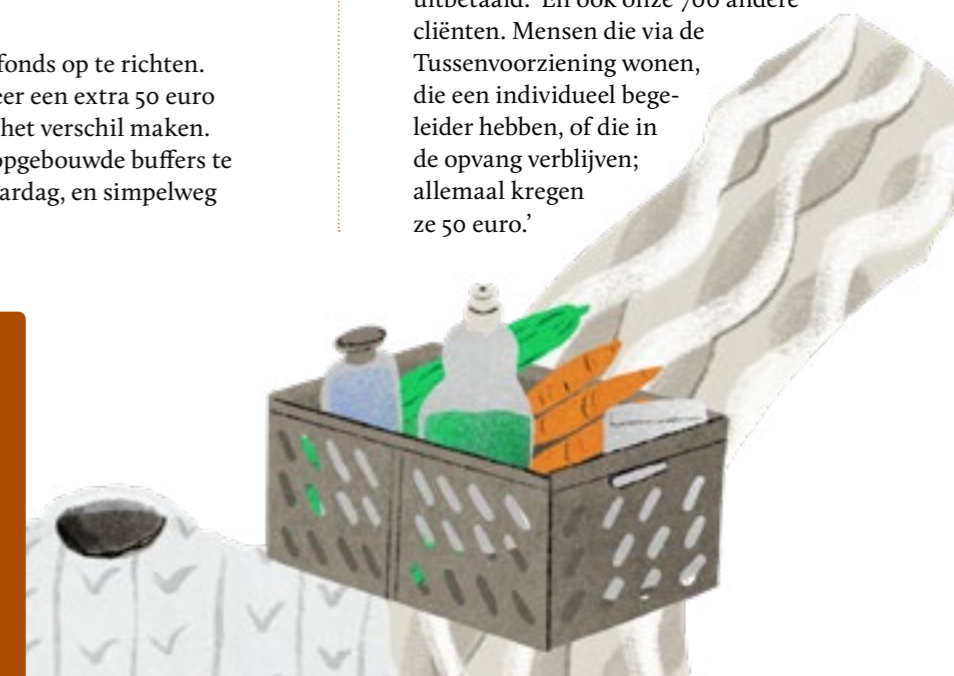 fonds op te richten.
eer een extra 50 euro
het verschil maken.
opgebouwde buffers te
aardag, en simpelweg
uitbetaald. En ook onze 700 andere
cliënten. Mensen die via de
Tussenvoorziening wonen,
die een individueel bege-
leider hebben, of die in
de opvang verblijven;
allemaal kregen
ze 50 euro.’